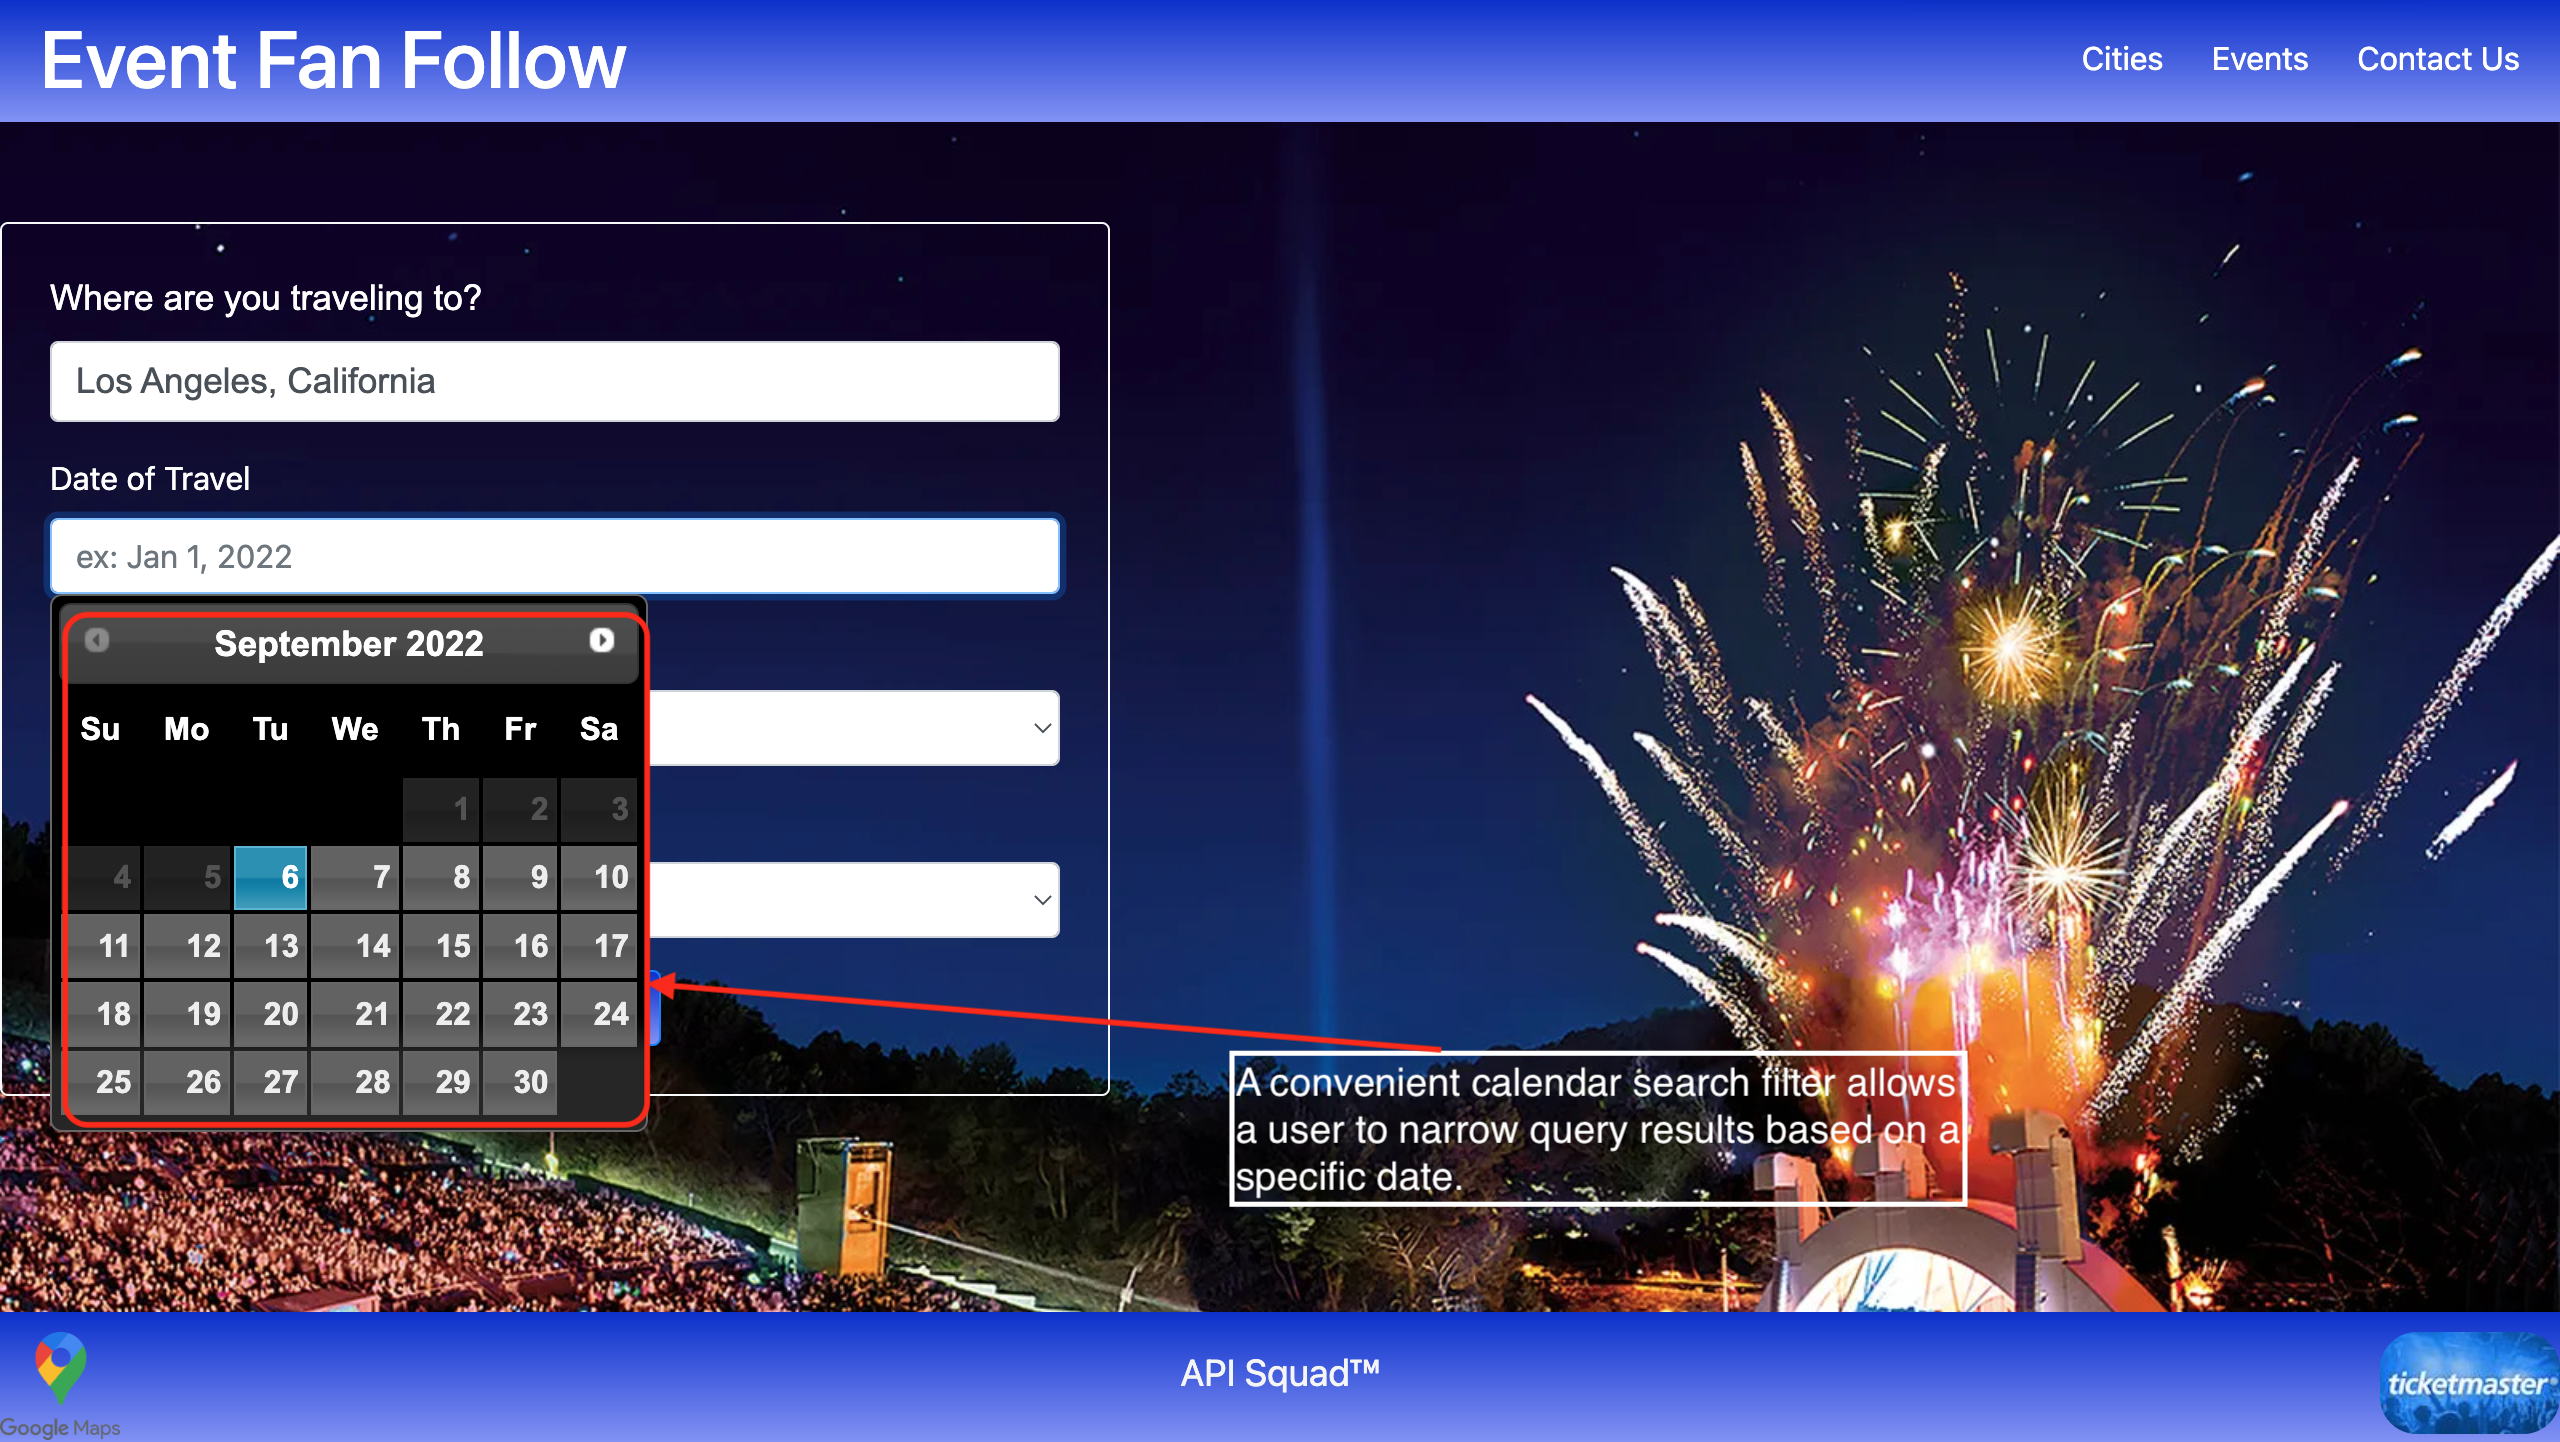 Event Fan Follow
Cities Events Contact Us
Where are you traveling to?
Los Angeles, California
Date of Travel
ex: Jan 1, 2022
September 2022
Su Mo Tu We Th Fr Sa
1 2 3
4 5 6 7 8 9 10
11 12 13 14 15 16 17
18 19 20 21 22 23 24
25 26 27 28 29 30
A convenient calendar search filter allows
a user to narrow query results based on a
specific date.
API Squad™
Google Maps
ticketmaster®